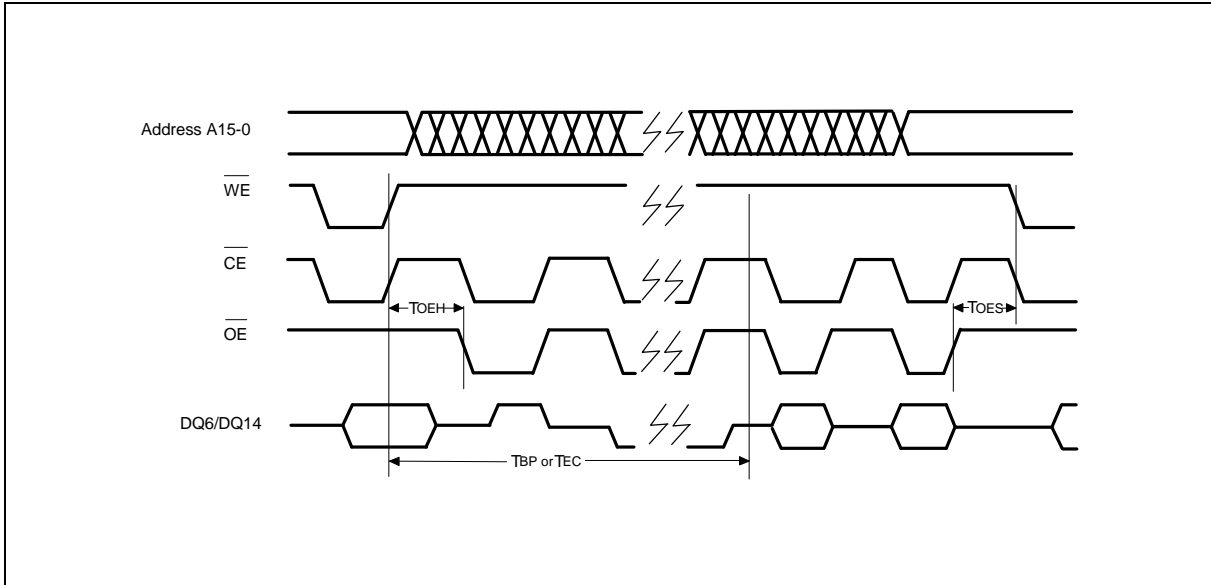 Address A15-0
WE
CE
TOEH
TOES
OE
DQ6/DQ14
TBP or TEC